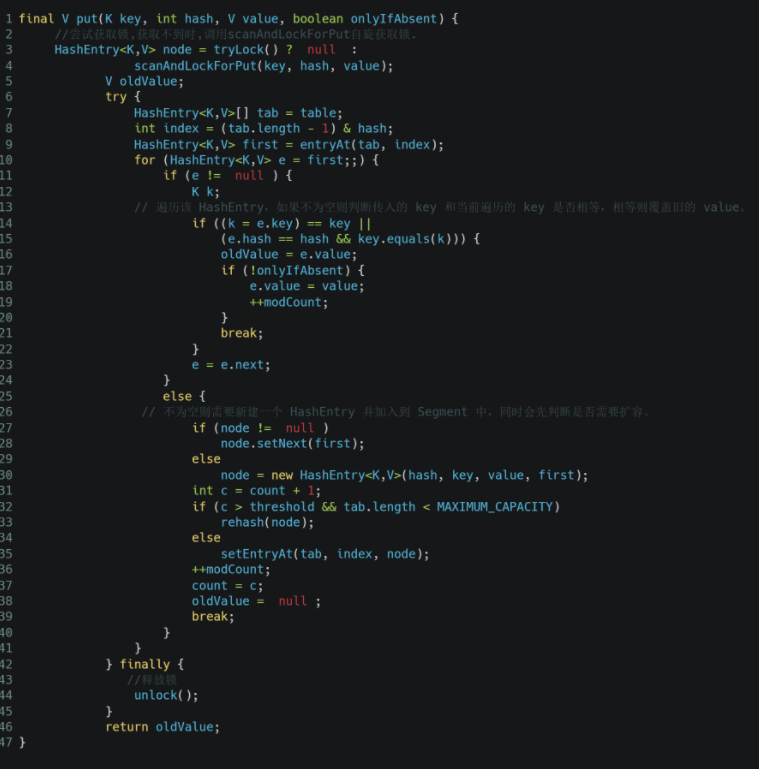 1 final V put(K key, int hash, V value, boolean onlyIfAbsent) {
2 //尝试获取锁,获取不到时,调用scanAndLockForPut自旋获取锁.
3 HashEntry<K,V> node = tryLock() ? null :
4 scanAndLockForPut(key, hash, value);
5 V oldValue;
6 try {
7 HashEntry<K,V>[] tab = table;
8 int index = (tab.length - 1) & hash;
9 HashEntry<K,V> first = entryAt(tab, index);
10 for (HashEntry<K,V> e = first;;) {
11 if (e != null ) {
12 K k;
13 // 遍历该 HashEntry，如果不为空则判断传入的 key 和当前遍历的 key 是否相等，相等则覆盖旧的 value。
14 if ((k = e.key) == key ||
15 (e.hash == hash && key.equals(k))) {
16 oldValue = e.value;
17 if (!onlyIfAbsent) {
18 e.value = value;
19 ++modCount;
20 }
21 break;
22 }
23 e = e.next;
24 }
25 else {
26 // 不为空则需要新建一个 HashEntry 并加入到 Segment 中，同时会先判断是否需要扩容。
27 if (node != null )
28 node.setNext(first);
29 else
30 node = new HashEntry<K,V>(hash, key, value, first);
31 int c = count + 1;
32 if (c > threshold && tab.length < MAXIMUM_CAPACITY)
33 rehash(node);
34 else
35 setEntryAt(tab, index, node);
36 ++modCount;
37 count = c;
38 oldValue = null ;
39 break;
40 }
41 }
42 } finally {
43 //释放锁
44 unlock();
45 }
46 return oldValue;
47 }